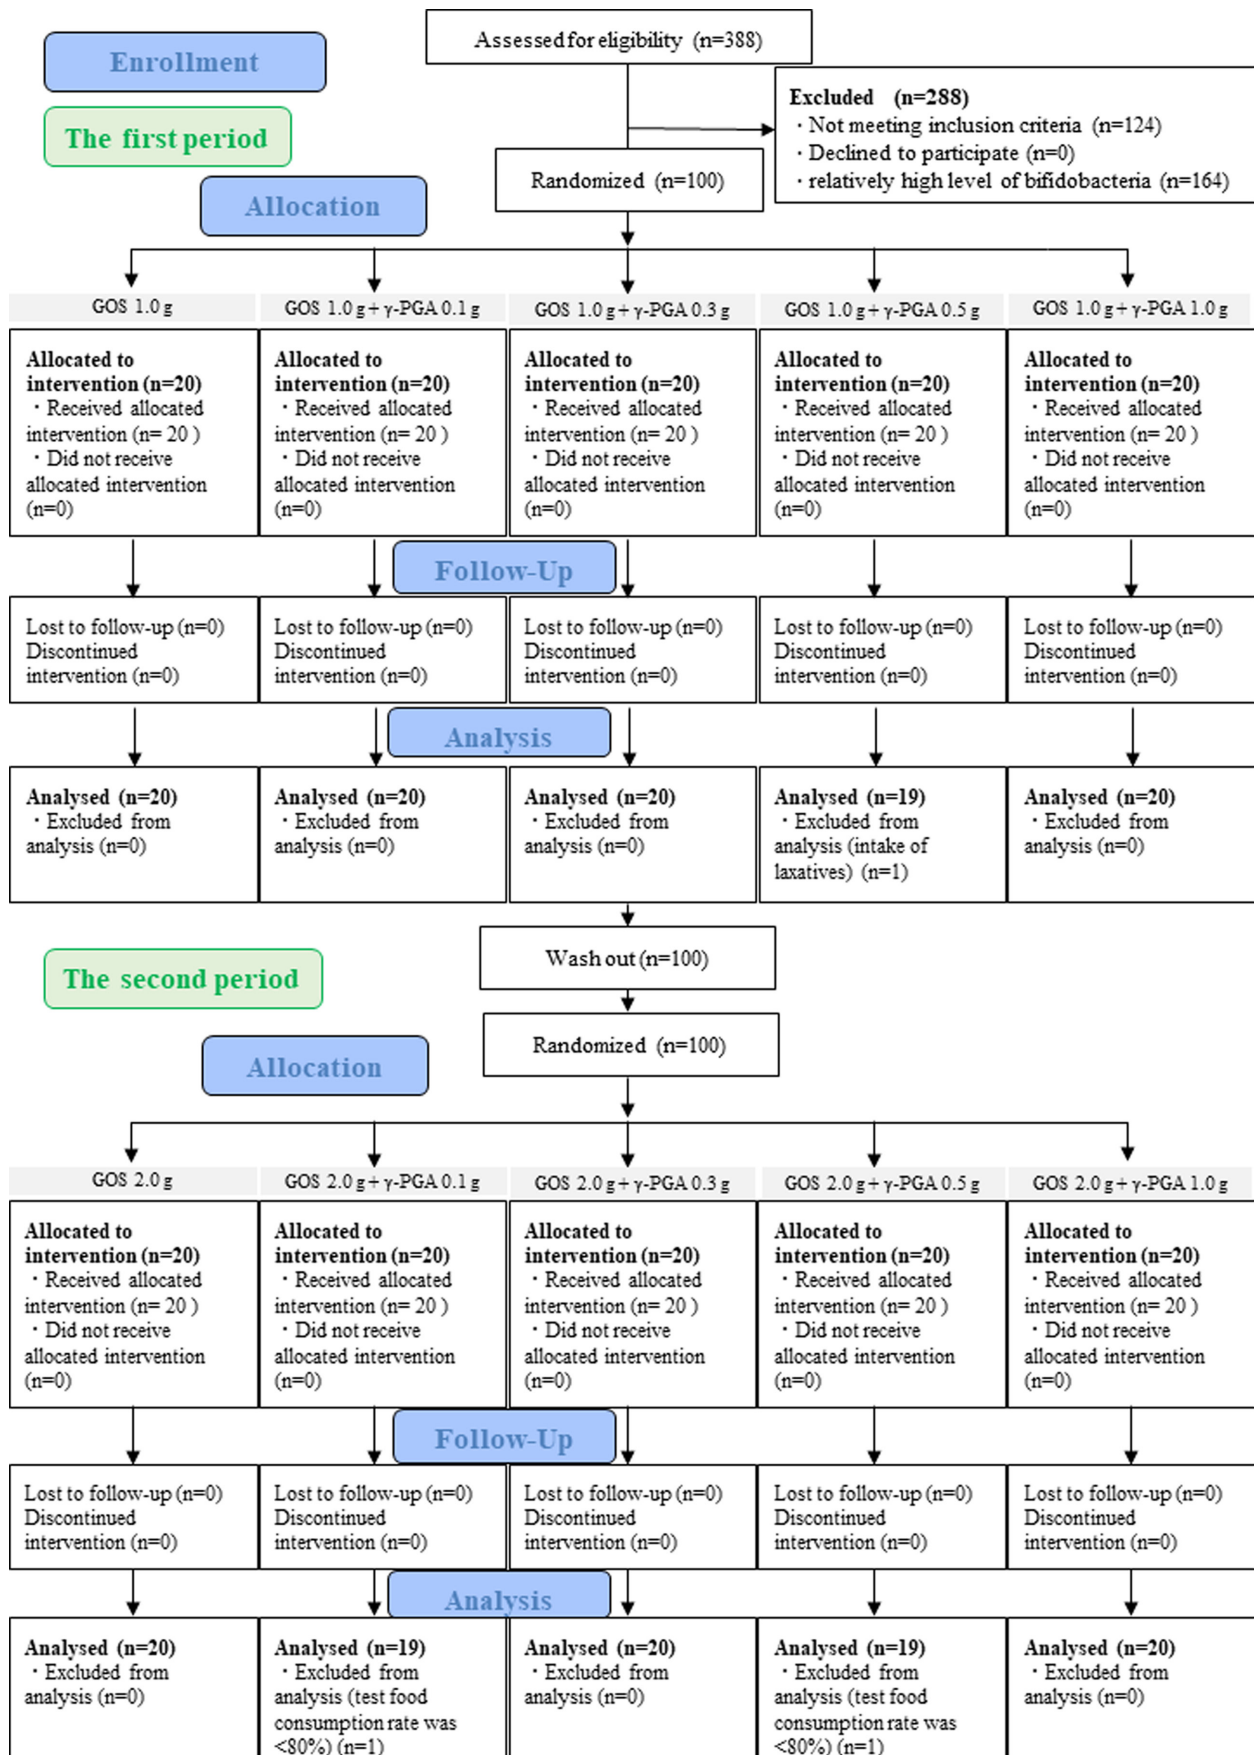 Assessed for eligibility (n=388)
Enrollment
Excluded (n=288)
・Not meeting inclusion criteria (n=124)
・Declined to participate (n=0)
・relatively high level of bifidobacteria (n=164)
The first period
Randomized (n=100)
Allocation
GOS 1.0 g
GOS 1.0 g + γ-PGA 0.1 g
GOS 1.0 g + γ-PGA 0.3 g
GOS 1.0 g + γ-PGA 0.5 g
GOS 1.0 g + γ-PGA 1.0 g
Allocated to
intervention (n=20)
・Received allocated
intervention (n= 20 )
・Did not receive
allocated intervention
(n=0)
Allocated to
intervention (n=20)
・Received allocated
intervention (n= 20 )
・Did not receive
allocated intervention
(n=0)
Allocated to
intervention (n=20)
・Received allocated
intervention (n= 20 )
・Did not receive
allocated intervention
(n=0)
Allocated to
intervention (n=20)
・Received allocated
intervention (n= 20 )
・Did not receive
allocated intervention
(n=0)
Allocated to
intervention (n=20)
・Received allocated
intervention (n= 20 )
・Did not receive
allocated intervention
(n=0)
Follow-Up
Lost to follow-up (n=0)
Discontinued
intervention (n=0)
Lost to follow-up (n=0)
Discontinued
intervention (n=0)
Lost to follow-up (n=0)
Discontinued
intervention (n=0)
Lost to follow-up (n=0)
Discontinued
intervention (n=0)
Lost to follow-up (n=0)
Discontinued
intervention (n=0)
Analysis
Analysed (n=20)
・Excluded from
analysis (n=0)
Analysed (n=20)
・Excluded from
analysis (n=0)
Analysed (n=20)
・Excluded from
analysis (n=0)
Analysed (n=19)
・Excluded from
analysis (intake of
laxatives) (n=1)
Analysed (n=20)
・Excluded from
analysis (n=0)
Wash out (n=100)
The second period
Randomized (n=100)
Allocation
GOS 2.0 g
GOS 2.0 g + γ-PGA 0.1 g
GOS 2.0 g + γ-PGA 0.3 g
GOS 2.0 g + γ-PGA 0.5 g
GOS 2.0 g + γ-PGA 1.0 g
Allocated to
intervention (n=20)
・Received allocated
intervention (n= 20 )
・Did not receive
allocated intervention
(n=0)
Allocated to
intervention (n=20)
・Received allocated
intervention (n= 20 )
・Did not receive
allocated intervention
(n=0)
Allocated to
intervention (n=20)
・Received allocated
intervention (n= 20 )
・Did not receive
allocated intervention
(n=0)
Allocated to
intervention (n=20)
・Received allocated
intervention (n= 20 )
・Did not receive
allocated intervention
(n=0)
Allocated to
intervention (n=20)
・Received allocated
intervention (n= 20 )
・Did not receive
allocated intervention
(n=0)
Follow-Up
Lost to follow-up (n=0)
Discontinued
intervention (n=0)
Lost to follow-up (n=0)
Discontinued
intervention (n=0)
Lost to follow-up (n=0)
Discontinued
intervention (n=0)
Lost to follow-up (n=0)
Discontinued
intervention (n=0)
Lost to follow-up (n=0)
Discontinued
intervention (n=0)
Analysis
Analysed (n=20)
・Excluded from
analysis (n=0)
Analysed (n=19)
・Excluded from
analysis (test food
consumption rate was
<80%) (n=1)
Analysed (n=20)
・Excluded from
analysis (n=0)
Analysed (n=19)
・Excluded from
analysis (test food
consumption rate was
<80%) (n=1)
Analysed (n=20)
・Excluded from
analysis (n=0)